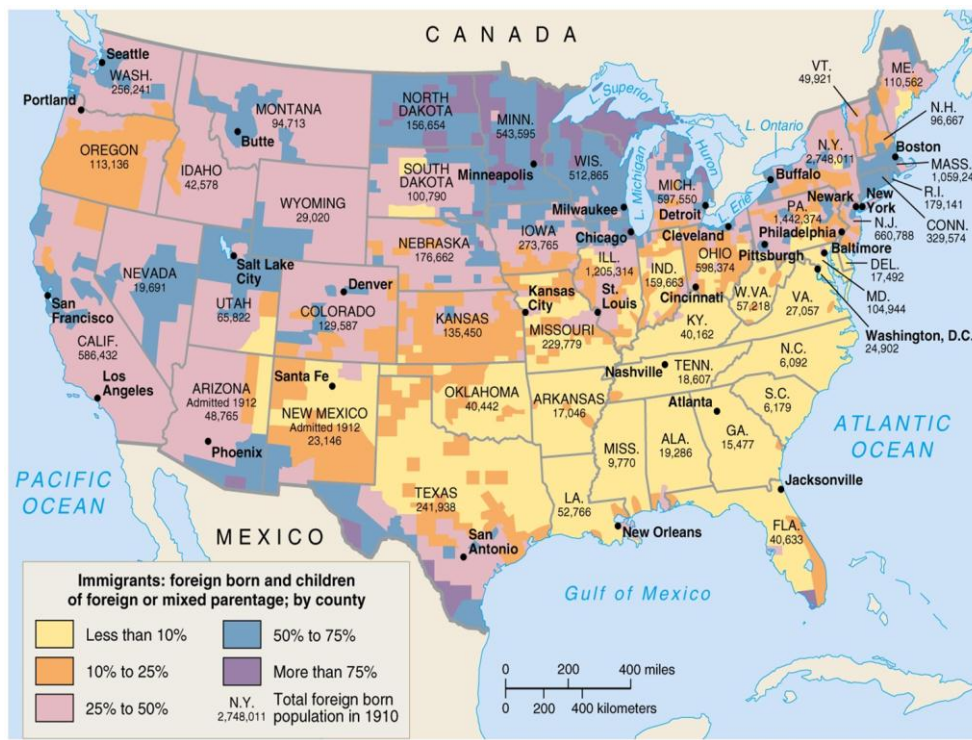 CANADA
Seattle
WASH.
256,241
Portland
OREGON
113,136
IDAHO
42,578
MONTANA
94,713
Butte
WYOMING
29,020
NORTH
DAKOTA
156,654
SOUTH
DAKOTA
100,790
MINN.
543,595
Minneapolis
L. Superior
WIS.
512,865
Milwaukee
L. Michigan
L. Huron
MICH.
597,550
Detroit
L. Erie
L. Ontario
Buffalo
VT.
49,921
ME.
110,562
N.H.
96,667
Boston
MASS.
1,059,24
R.I.
179,141
CONN.
329,574
N.Y.
2,748,011
Newark
New
York
N.J.
660,788
PA.
1,442,374
Philadelphia
Pittsburgh
Baltimore
DEL.
17,492
MD.
104,944
Washington, D.C.
24,902
Cleveland
OHIO
598,374
Cincinnati
IND.
159,663
Chicago
ILL.
1,205,314
St.
Louis
IOWA
273,765
NEBRASKA
176,662
NEVADA
19,691
Salt Lake
City
UTAH
65,822
San
Francisco
CALIF.
586,432
Los
Angeles
Denver
COLORADO
129,587
KANSAS
135,450
Kansas
City
MISSOURI
229,779
KY.
40,162
W.VA.
57,218
VA.
27,057
N.C.
6,092
Nashville
TENN.
18,607
S.C.
6,179
Atlanta
GA.
15,477
ALA.
19,286
MISS.
9,770
ARKANSAS
17,046
OKLAHOMA
40,442
Santa Fe
NEW MEXICO
Admitted 1912
23,146
ARIZONA
Admitted 1912
48,765
Phoenix
TEXAS
241,938
San
Antonio
LA.
52,766
New Orleans
Jacksonville
FLA.
40,633
PACIFIC
OCEAN
ATLANTIC
OCEAN
MEXICO
Gulf of Mexico
Immigrants: foreign born and children
of foreign or mixed parentage; by county
Less than 10%
10% to 25%
25% to 50%
50% to 75%
More than 75%
N.Y.
2,748,011
Total foreign born
population in 1910
0 200 400 miles
0 200 400 kilometers